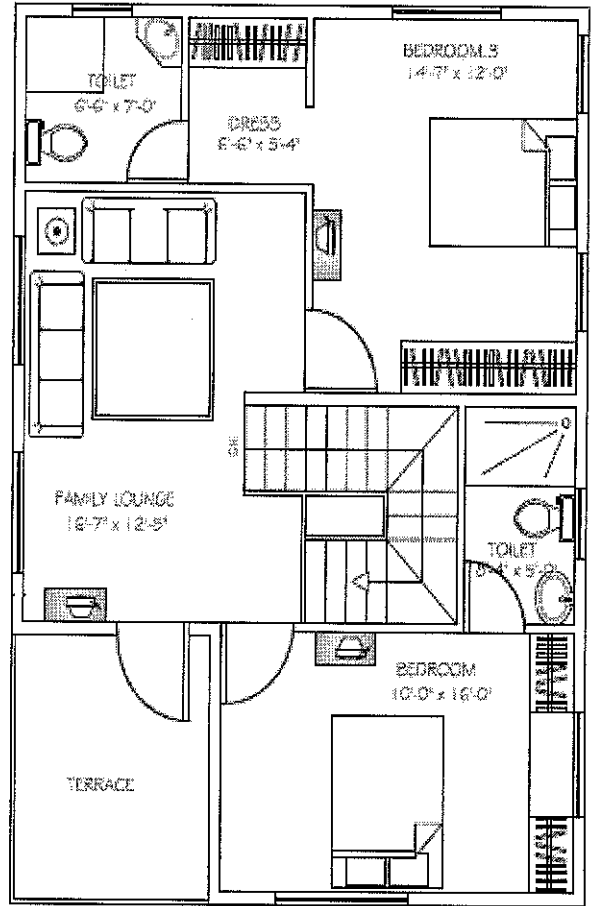 TOILET
6'-6" x 7'-0"
DRESS
6'-6" x 5'-4"
BEDROOM.3
14'-7" x 12'-0"
FAMILY LOUNGE
18'-7" x 12'-5"
TOILET
BEDROOM
10'-0" x 16'-0"
TERRACE